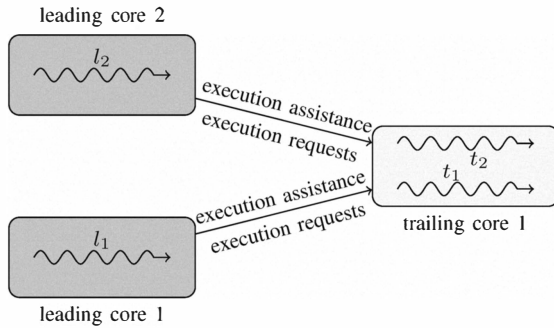 leading core 2
l2
execution assistance
execution requests
t2
t1
trailing core 1
execution assistance
execution requests
l1
leading core 1